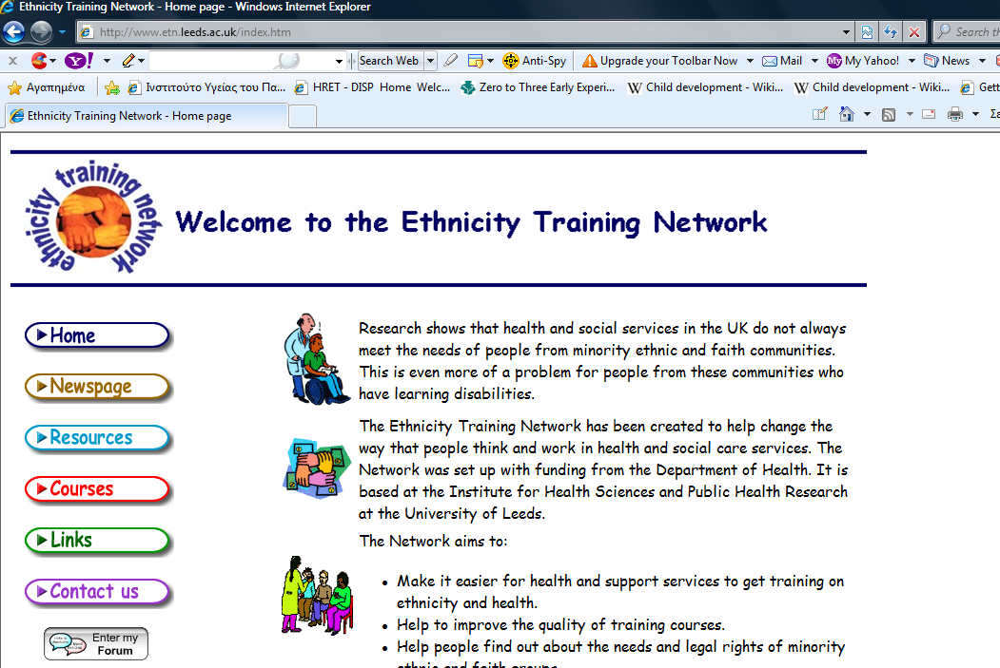 Ethnicity Training Network - Home page - Windows Internet Explorer
http://www.etn.leeds.ac.uk/index.htm
Search th
Y! Search Web Anti-Spy Upgrade your Toolbar Now Mail My Yahoo! News
Αγαπημένα Ινστιτούτο Υγείας του Πα... HRET - DISP Home Welc... Zero to Three Early Experi... Child development - Wiki... Child development - Wiki... Gett
Ethnicity Training Network - Home page
ethnicity training network
Welcome to the Ethnicity Training Network
Home
Newspage
Resources
Courses
Links
Contact us
Enter my
Forum
Research shows that health and social services in the UK do not always
meet the needs of people from minority ethnic and faith communities.
This is even more of a problem for people from these communities who
have learning disabilities.
The Ethnicity Training Network has been created to help change the
way that people think and work in health and social care services. The
Network was set up with funding from the Department of Health. It is
based at the Institute for Health Sciences and Public Health Research
at the University of Leeds.
The Network aims to:
• Make it easier for health and support services to get training on
ethnicity and health.
• Help to improve the quality of training courses.
• Help people find out about the needs and legal rights of minority
ethnic and faith groups.